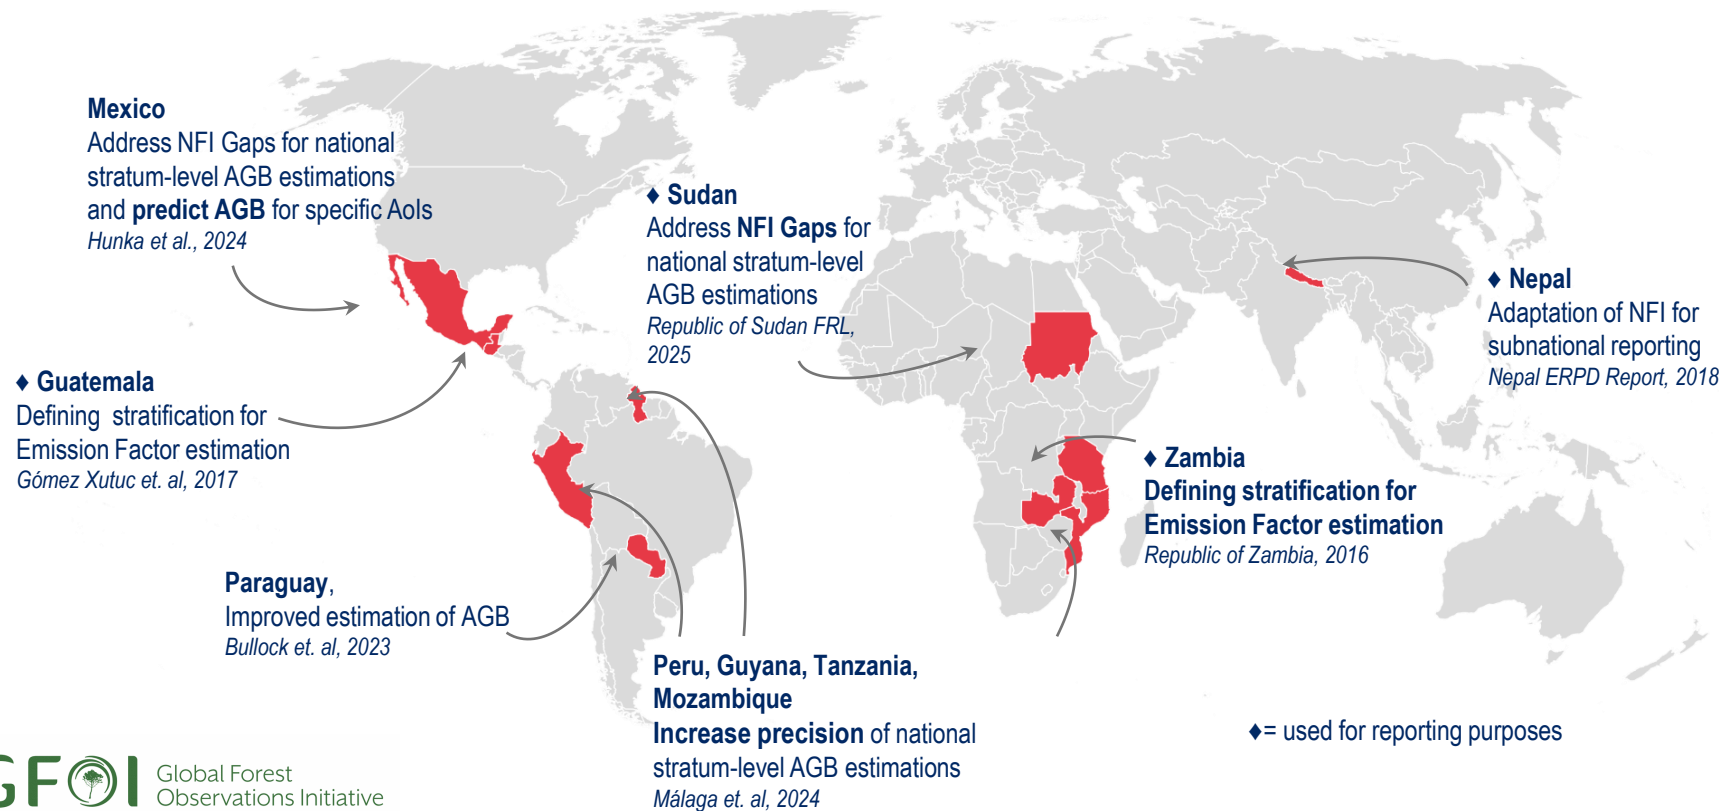 Mexico
Address NFI Gaps for national
stratum-level AGB estimations
and predict AGB for specific AoIs
Hunka et al., 2024
♦ Sudan
Address NFI Gaps for
national stratum-level
AGB estimations
Republic of Sudan FRL,
2025
♦ Nepal
Adaptation of NFI for
subnational reporting
Nepal ERPD Report, 2018
♦ Guatemala
Defining stratification for
Emission Factor estimation
Gómez Xutuc et. al, 2017
♦ Zambia
Defining stratification for
Emission Factor estimation
Republic of Zambia, 2016
Paraguay,
Improved estimation of AGB
Bullock et. al, 2023
Peru, Guyana, Tanzania,
Mozambique
Increase precision of national
stratum-level AGB estimations
Málaga et. al, 2024
♦= used for reporting purposes
GFOI
Global Forest
Observations Initiative